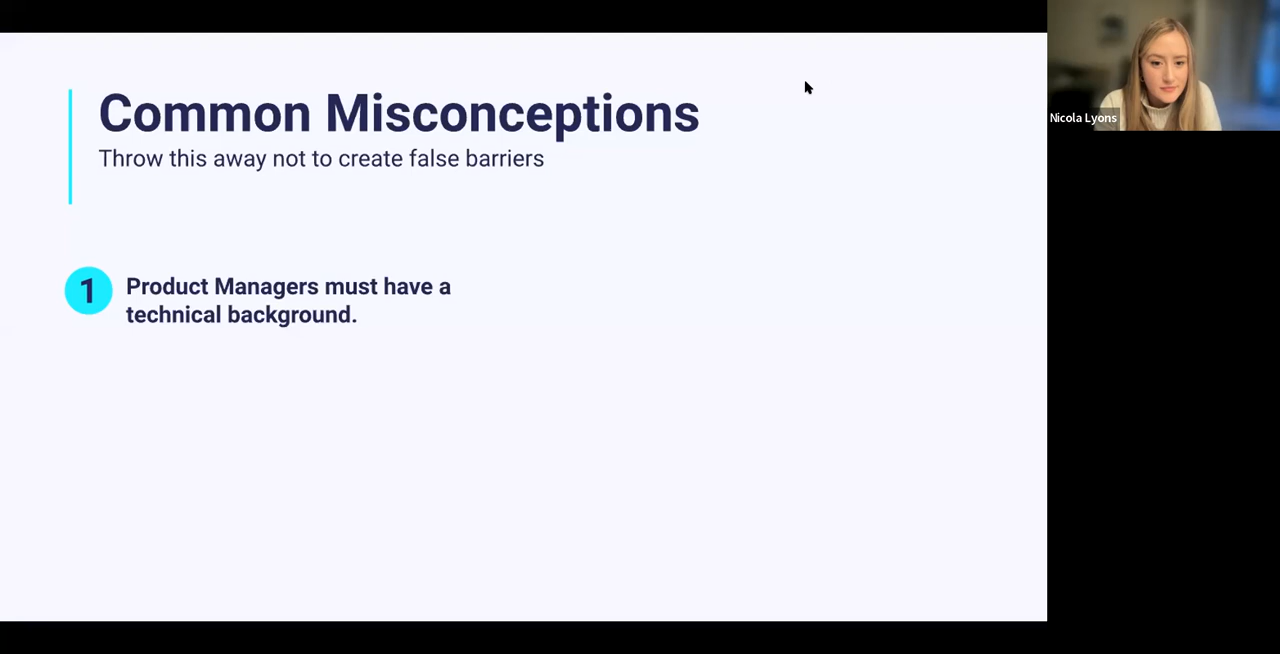 Common Misconceptions
Throw this away not to create false barriers
1
Product Managers must have a
technical background.
Nicola Lyons